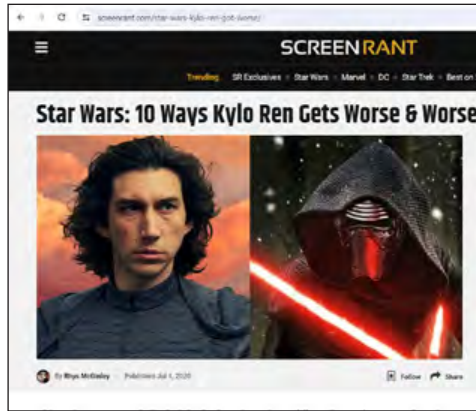 screenrant.com/star-wars-kylo-ren-got-worse/
SCREENRANT
Trending SR Exclusives Star Wars Marvel DC Star Trek Best on
Star Wars: 10 Ways Kylo Ren Gets Worse & Worse
By Rhys McGinley Published Jul 1, 2020
Follow Share